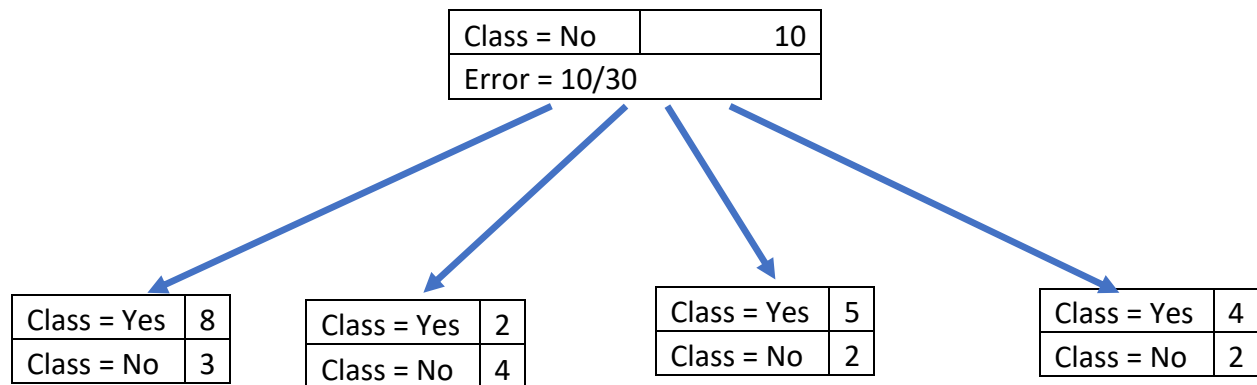 Class = No 10
Error = 10/30
Class = Yes 8
Class = No 3
Class = Yes 2
Class = No 4
Class = Yes 5
Class = No 2
Class = Yes 4
Class = No 2